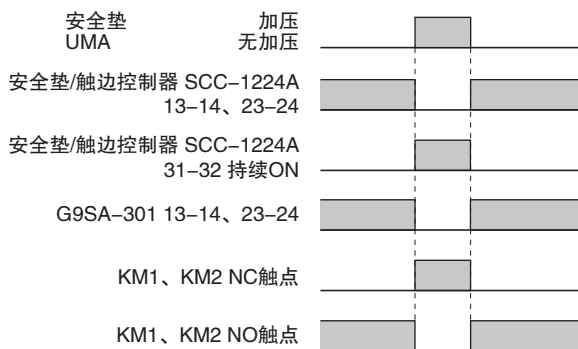 安全垫 加压
UMA 无加压
安全垫/触边控制器 SCC-1224A
13-14、23-24
安全垫/触边控制器 SCC-1224A
31-32 持续ON
G9SA-301 13-14、23-24
KM1、KM2 NC触点
KM1、KM2 NO触点